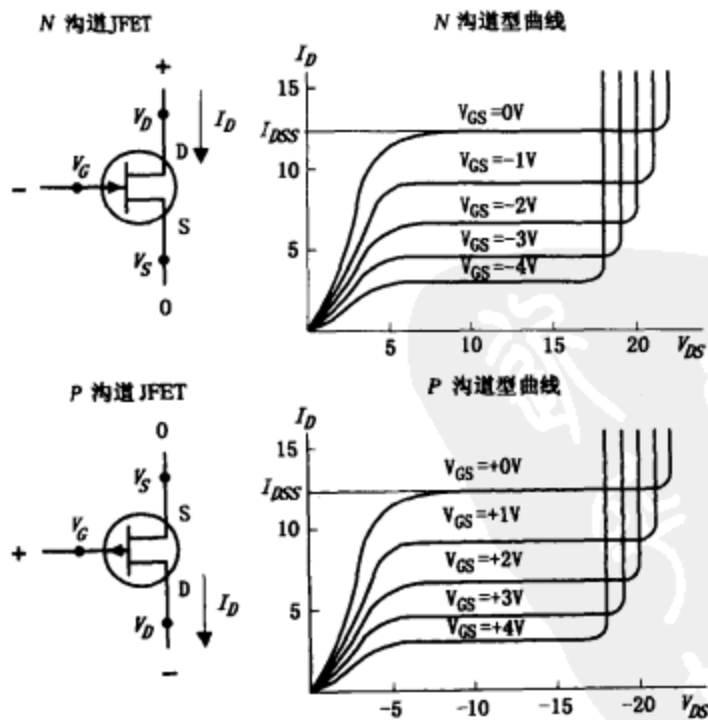 N 沟道JFET
+
V_D
I_D
D
V_G
−
S
V_S
0
N 沟道型曲线
I_D
15
I_DSS
10
5
V_GS=0V
V_GS=-1V
V_GS=-2V
V_GS=-3V
V_GS=-4V
5
10
15
20
V_DS
P 沟道JFET
0
V_S
S
V_G
+
D
I_D
V_D
−
P 沟道型曲线
I_D
15
I_DSS
10
5
V_GS=+0V
V_GS=+1V
V_GS=+2V
V_GS=+3V
V_GS=+4V
-5
-10
-15
-20
V_DS